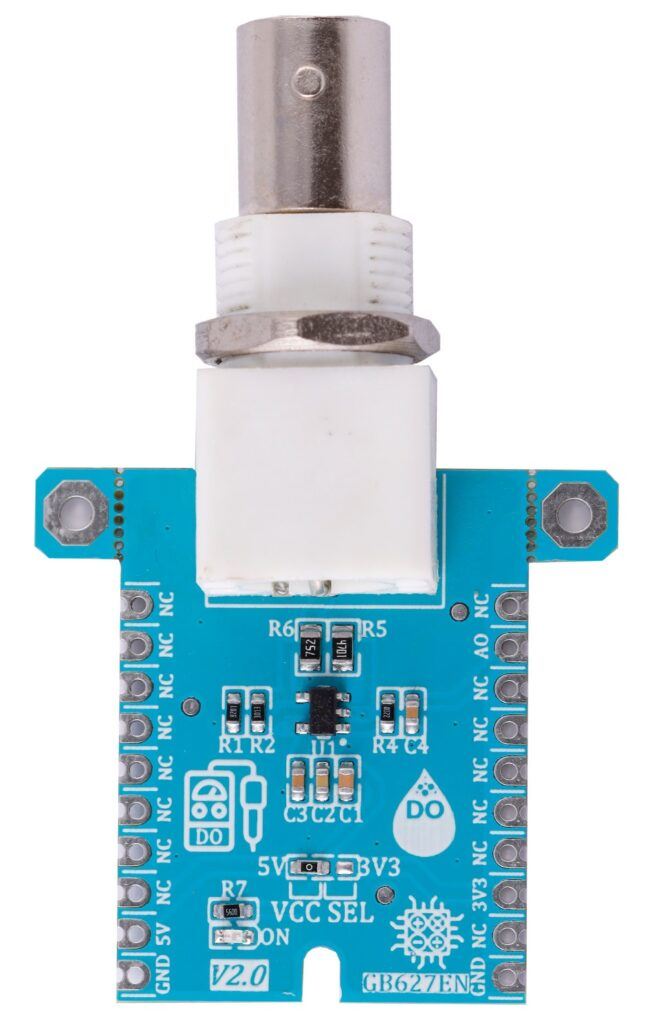 NC
NC
NC
AO
R6
R5
752
4701
NC
NC
NC
NC
R1 R2
U1
R4 C4
NC
NC
C3 C2 C1
DO
DO
NC
NC
NC
NC
5V
0
3V3
NC
3V3
R7
VCC SEL
5600
5V
ON
NC
GND
V2.0
GB627EN
GND